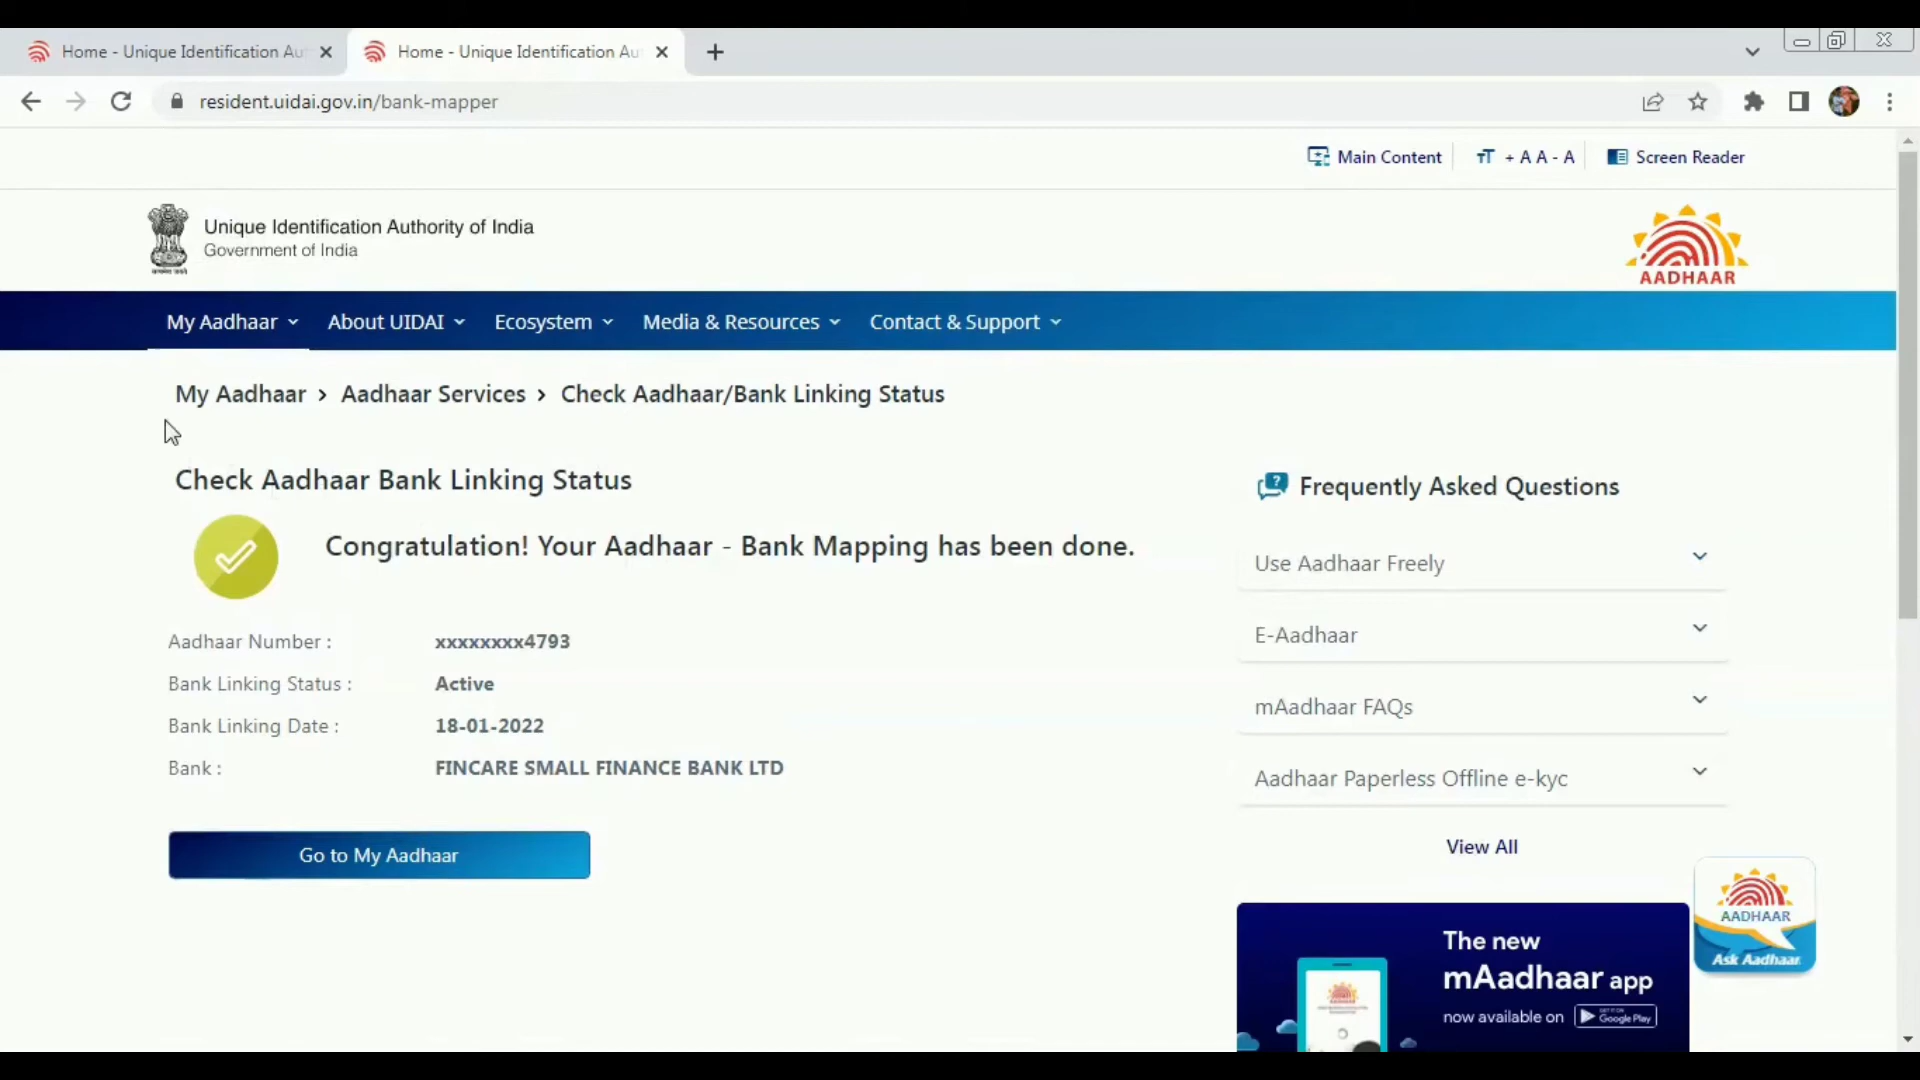 Home - Unique Identification Au
Home - Unique Identification Au
resident.uidai.gov.in/bank-mapper
Main Content
+ A A - A
Screen Reader
Unique Identification Authority of India
Government of India
AADHAAR
My Aadhaar
About UIDAI
Ecosystem
Media & Resources
Contact & Support
My Aadhaar > Aadhaar Services > Check Aadhaar/Bank Linking Status
Check Aadhaar Bank Linking Status
Congratulation! Your Aadhaar - Bank Mapping has been done.
Aadhaar Number : xxxxxxxx4793
Bank Linking Status : Active
Bank Linking Date : 18-01-2022
Bank : FINCARE SMALL FINANCE BANK LTD
Go to My Aadhaar
Frequently Asked Questions
Use Aadhaar Freely
E-Aadhaar
mAadhaar FAQs
Aadhaar Paperless Offline e-kyc
View All
The new
mAadhaar app
now available on
GET IT ON
Google Play
AADHAAR
Ask Aadhaar